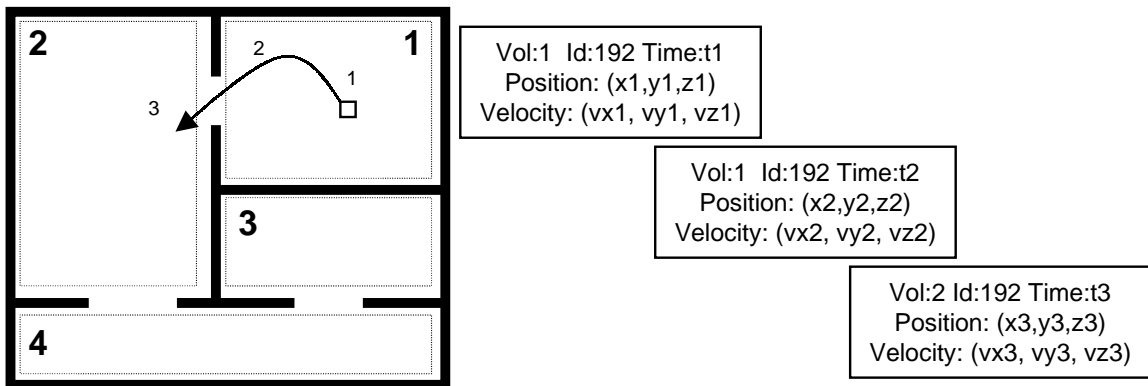 2
1
2
1
3
3
4
Vol:1 Id:192 Time:t1
Position: (x1,y1,z1)
Velocity: (vx1, vy1, vz1)
Vol:1 Id:192 Time:t2
Position: (x2,y2,z2)
Velocity: (vx2, vy2, vz2)
Vol:2 Id:192 Time:t3
Position: (x3,y3,z3)
Velocity: (vx3, vy3, vz3)